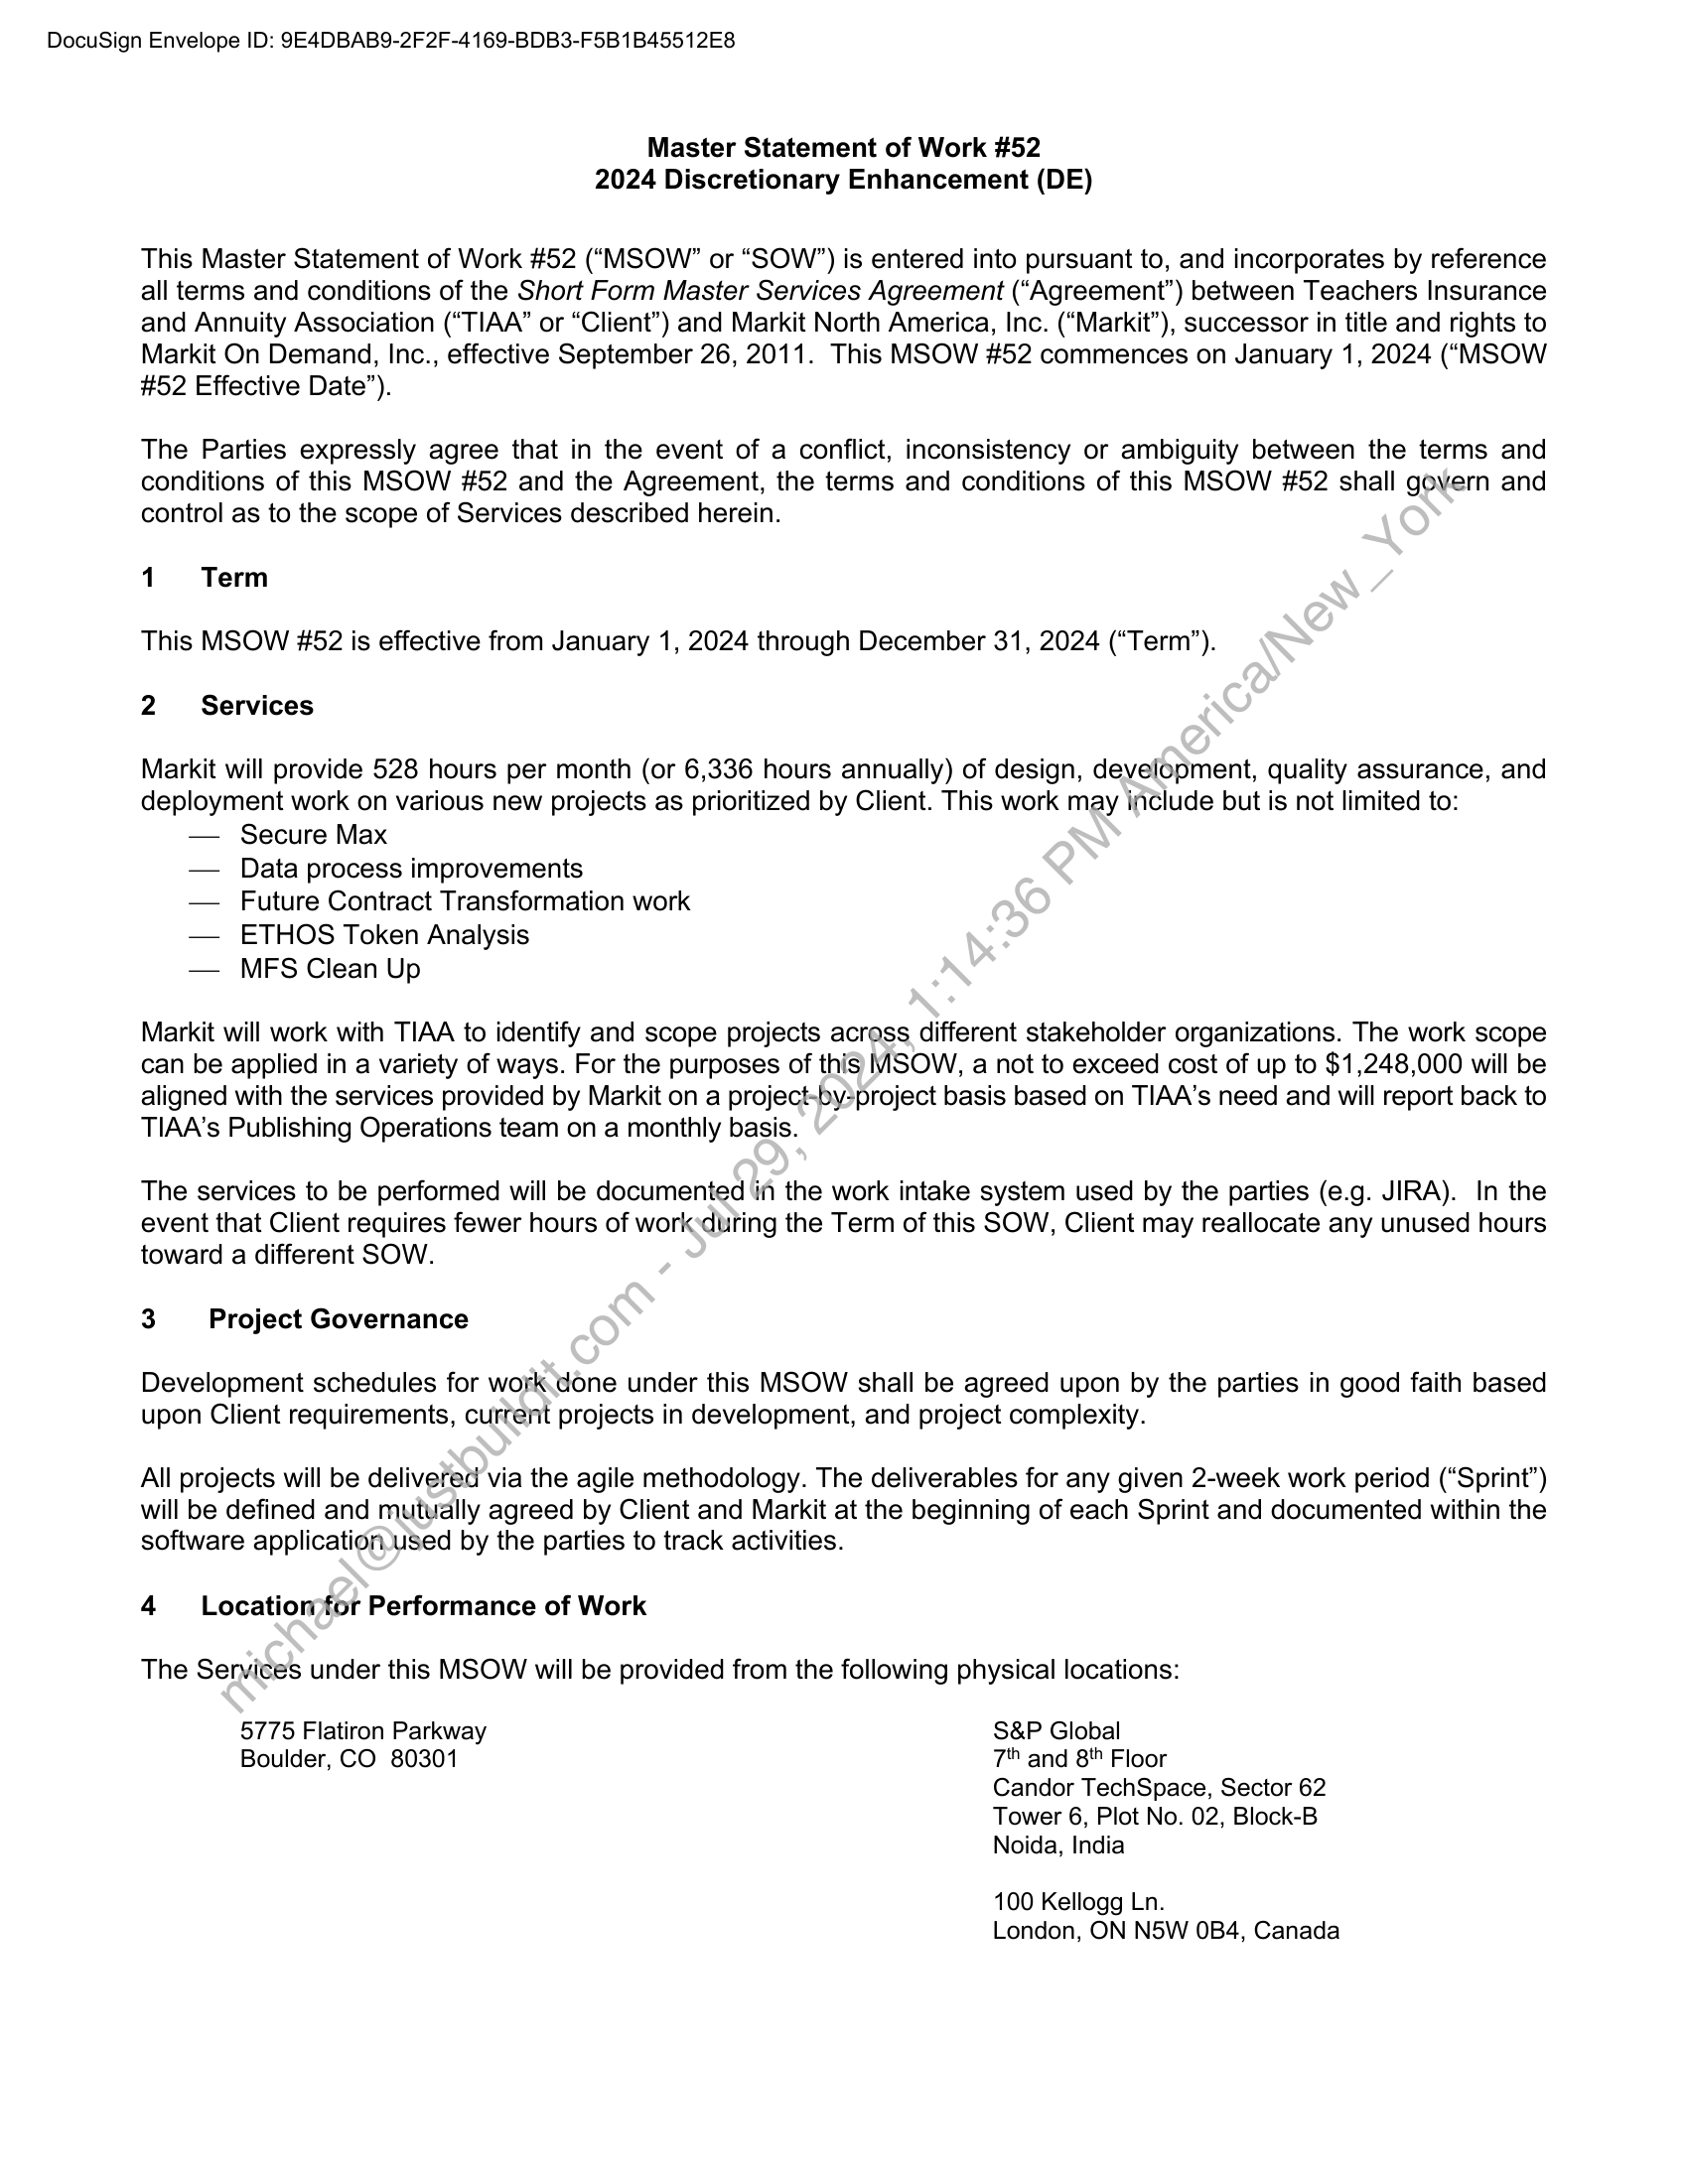 DocuSign Envelope ID: 9E4DBAB9-2F2F-4169-BDB3-F5B1B45512E8
Master Statement of Work #52
2024 Discretionary Enhancement (DE)
This Master Statement of Work #52 (“MSOW” or “SOW”) is entered into pursuant to, and incorporates by reference
all terms and conditions of the Short Form Master Services Agreement (“Agreement”) between Teachers Insurance
and Annuity Association (“TIAA” or “Client”) and Markit North America, Inc. (“Markit”), successor in title and rights to
Markit On Demand, Inc., effective September 26, 2011.  This MSOW #52 commences on January 1, 2024 (“MSOW
#52 Effective Date”).
The Parties expressly agree that in the event of a conflict, inconsistency or ambiguity between the terms and
conditions of this MSOW #52 and the Agreement, the terms and conditions of this MSOW #52 shall govern and
control as to the scope of Services described herein.
1 Term
This MSOW #52 is effective from January 1, 2024 through December 31, 2024 (“Term”).
2 Services
Markit will provide 528 hours per month (or 6,336 hours annually) of design, development, quality assurance, and
deployment work on various new projects as prioritized by Client. This work may include but is not limited to:
— Secure Max
— Data process improvements
— Future Contract Transformation work
— ETHOS Token Analysis
— MFS Clean Up
Markit will work with TIAA to identify and scope projects across different stakeholder organizations. The work scope
can be applied in a variety of ways. For the purposes of this MSOW, a not to exceed cost of up to $1,248,000 will be
aligned with the services provided by Markit on a project-by-project basis based on TIAA’s need and will report back to
TIAA’s Publishing Operations team on a monthly basis.
The services to be performed will be documented in the work intake system used by the parties (e.g. JIRA).  In the
event that Client requires fewer hours of work during the Term of this SOW, Client may reallocate any unused hours
toward a different SOW.
3 Project Governance
Development schedules for work done under this MSOW shall be agreed upon by the parties in good faith based
upon Client requirements, current projects in development, and project complexity.
All projects will be delivered via the agile methodology. The deliverables for any given 2-week work period (“Sprint”)
will be defined and mutually agreed by Client and Markit at the beginning of each Sprint and documented within the
software application used by the parties to track activities.
4 Location for Performance of Work
The Services under this MSOW will be provided from the following physical locations:
5775 Flatiron Parkway
Boulder, CO  80301
S&P Global
7th and 8th Floor
Candor TechSpace, Sector 62
Tower 6, Plot No. 02, Block-B
Noida, India
100 Kellogg Ln.
London, ON N5W 0B4, Canada
michael@justbuildit.com - Jul 29, 2024, 1:14:36 PM America/New_York